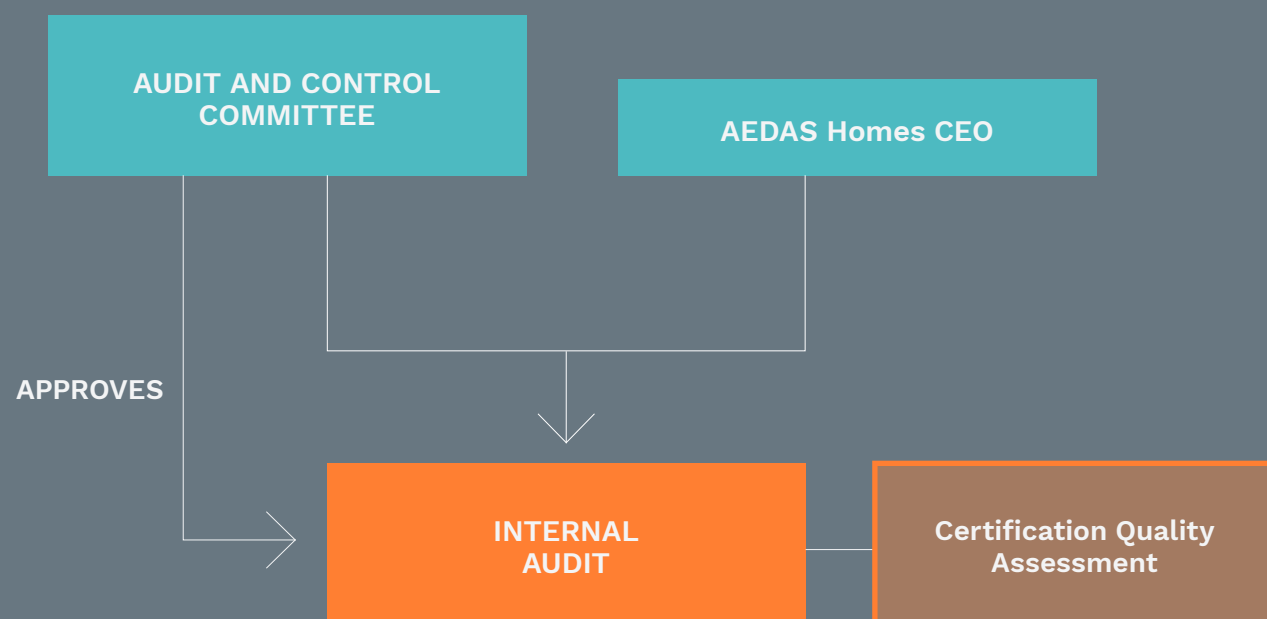 AUDIT AND CONTROL
COMMITTEE
AEDAS Homes CEO
APPROVES
INTERNAL
AUDIT
Certification Quality
Assessment